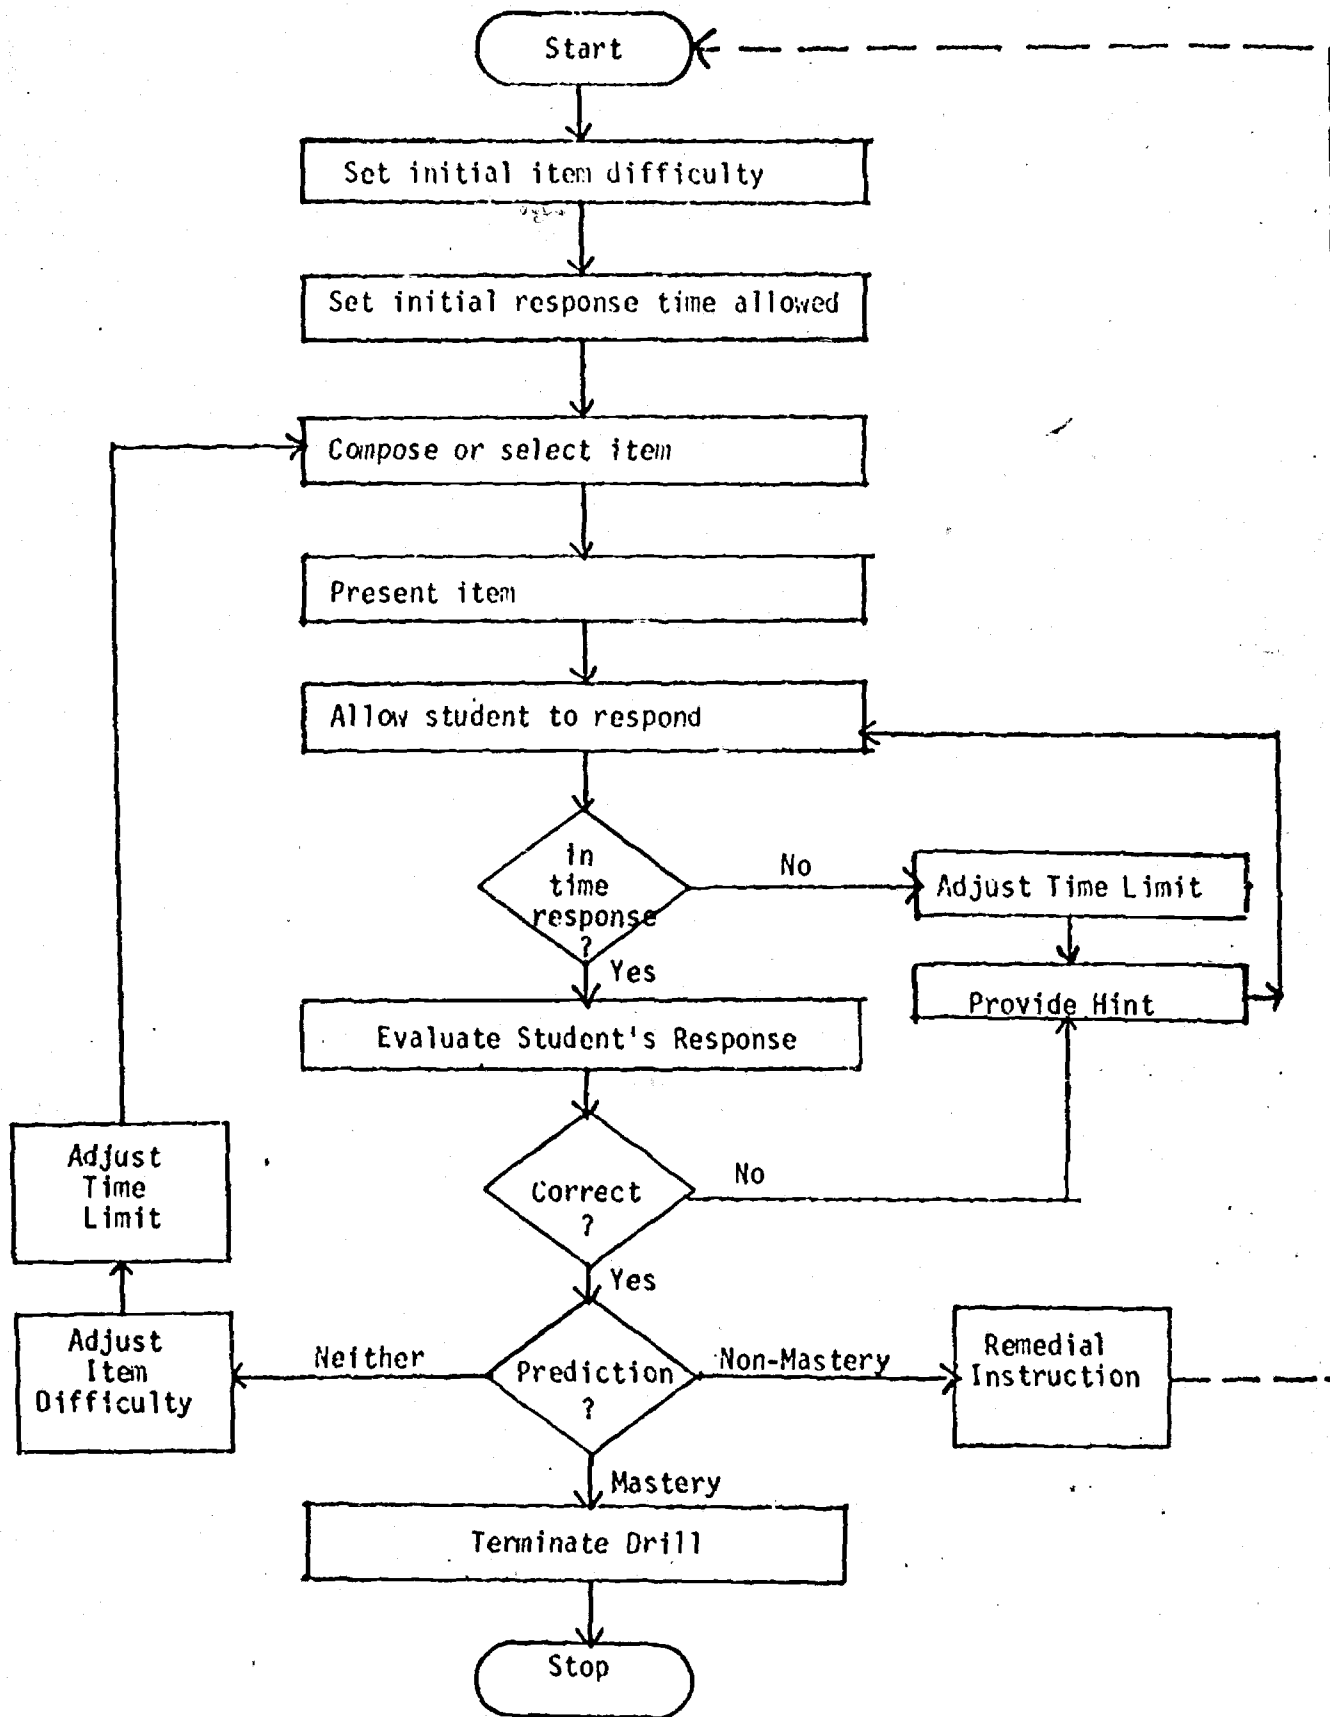 Start
Set initial item difficulty
Set initial response time allowed
Compose or select item
Present item
Allow student to respond
in
time
response
?
No
Adjust Time Limit
Yes
Provide Hint
Evaluate Student's Response
Adjust
Time
Limit
Correct
?
No
Yes
Adjust
Item
Difficulty
Neither
Prediction
?
Non-Mastery
Remedial
Instruction
Mastery
Terminate Drill
Stop